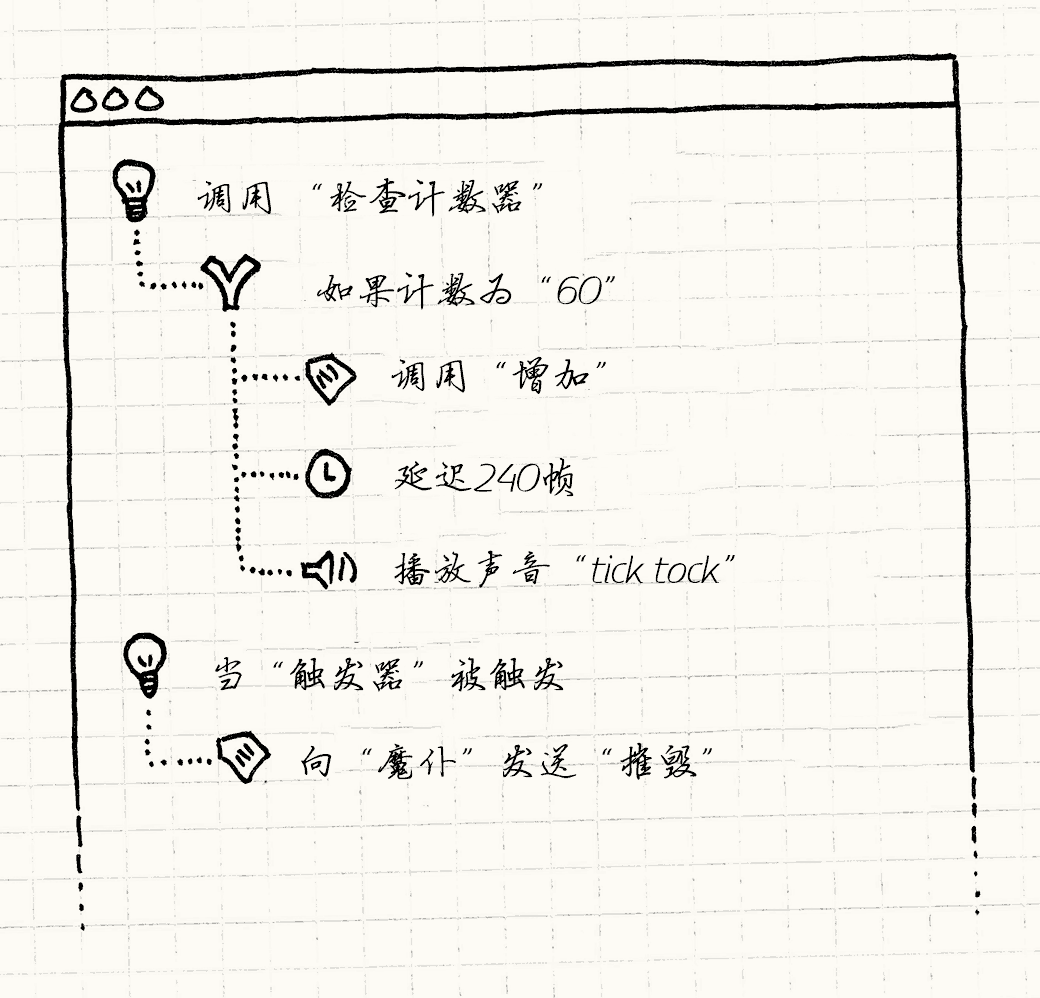 调用“检查计数器”
如果计数为“60”
调用“增加”
延迟240帧
播放声音“tick tock”
当“触发器”被触发
向“魔仆”发送“摧毁”